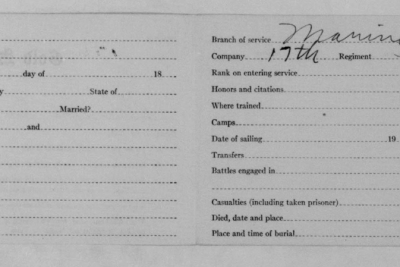 day of 18
y State of
Married?
and
Branch of service Marine
Company 17th Regiment
Rank on entering service
Honors and citations
Where trained
Camps
Date of sailing 19
Transfers
Battles engaged in
Casualties (including taken prisoner)
Died, date and place
Place and time of burial